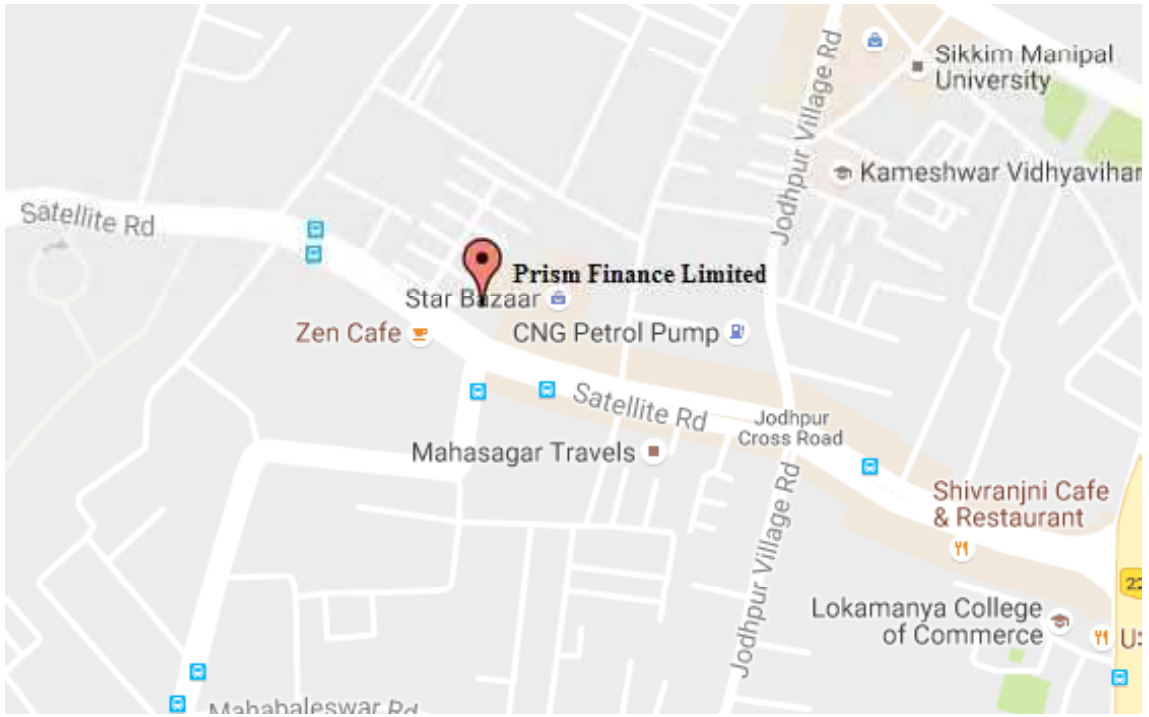 Sikkim Manipal
University
Jodhpur Village Rd
Kameshwar Vidhyavihar
Satellite Rd
Prism Finance Limited
Star Bazaar
Zen Cafe
CNG Petrol Pump
Satellite Rd
Jodhpur
Cross Road
Mahasagar Travels
Shivranjni Cafe
& Restaurant
Jodhpur Village Rd
22
Lokamanya College
of Commerce
Mahabaleswar Rd